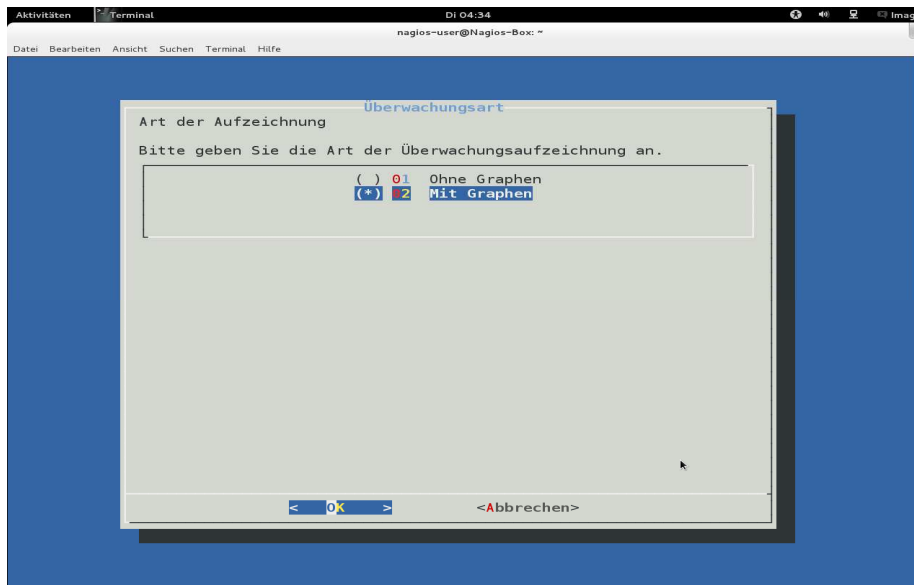 Aktivitäten Terminal Di 04:34 Imag
nagios-user@Nagios-Box: ~
Datei Bearbeiten Ansicht Suchen Terminal Hilfe
Überwachungsart
Art der Aufzeichnung
Bitte geben Sie die Art der Überwachungsaufzeichnung an.
( ) 01 Ohne Graphen
(*) 02 Mit Graphen
< OK > <Abbrechen>